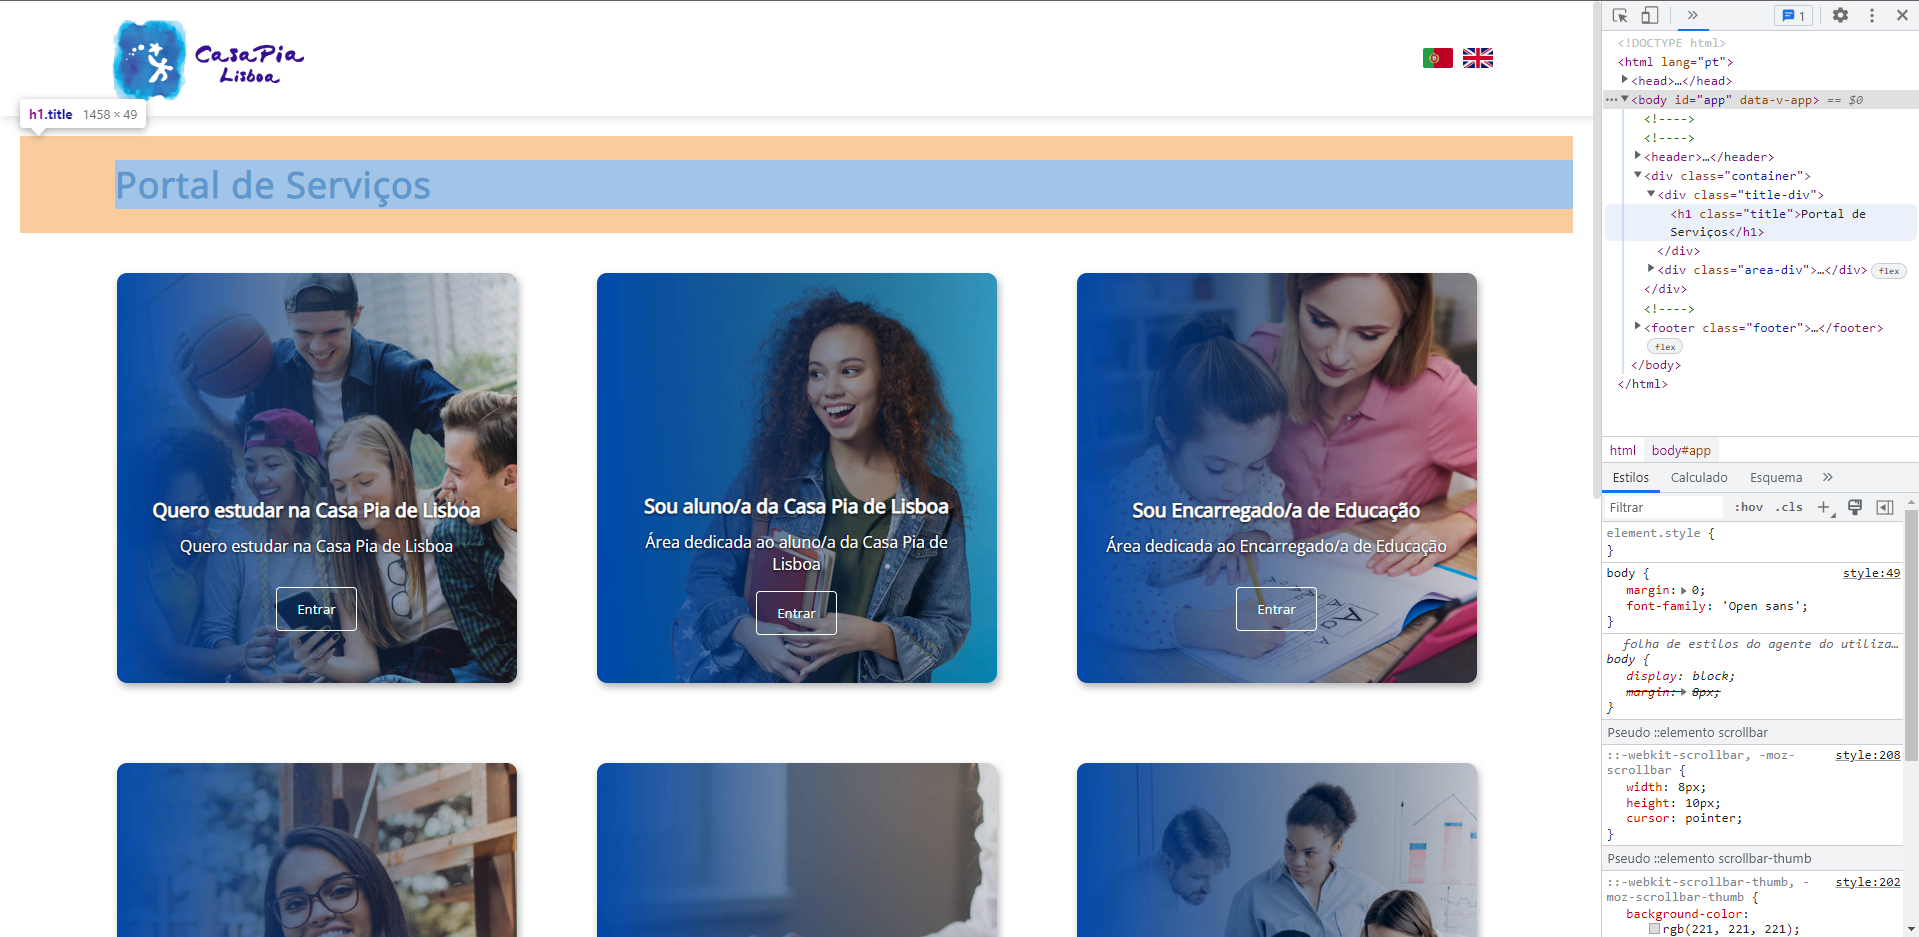 CasaPia
Lisboa
h1.title 1458 × 49
Portal de Serviços
Quero estudar na Casa Pia de Lisboa
Quero estudar na Casa Pia de Lisboa
Entrar
Sou aluno/a da Casa Pia de Lisboa
Área dedicada ao aluno/a da Casa Pia de
Lisboa
Entrar
Sou Encarregado/a de Educação
Área dedicada ao Encarregado/a de Educação
Entrar
1
<!DOCTYPE html>
<html lang="pt">
<head>…</head>
<body id="app" data-v-app> == $0
<!---->
<!---->
<header>…</header>
<div class="container">
<div class="title-div">
<h1 class="title">Portal de
Serviços</h1>
</div>
<div class="area-div">…</div> flex
</div>
<!---->
<footer class="footer">…</footer>
flex
</body>
</html>
html body#app
Estilos Calculado Esquema
Filtrar :hov .cls
element.style {
}
body { style:49
margin: 0;
font-family: 'Open sans';
}
folha de estilos do agente do utiliza…
body {
display: block;
margin: 8px;
}
Pseudo ::elemento scrollbar
::-webkit-scrollbar, -moz- style:208
scrollbar {
width: 8px;
height: 10px;
cursor: pointer;
}
Pseudo ::elemento scrollbar-thumb
::-webkit-scrollbar-thumb, - style:202
moz-scrollbar-thumb {
background-color:
rgb(221, 221, 221);